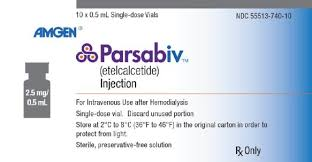 10 x 0.5 mL Single-dose Vials
NDC 55513-740-10
AMGEN®
Parsabiv™
(etelcalcetide)
Injection
2.5 mg/
0.5 mL
For Intravenous Use after Hemodialysis
Single-dose vial. Discard unused portion
Store at 2°C to 8°C (36°F to 46°F) in the original carton in order to
protect from light.
Sterile, preservative-free solution
Rx Only